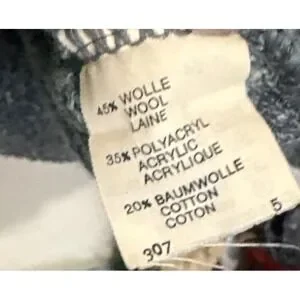 45% WOLLE
WOOL
LAINE
35% POLYACRYL
ACRYLIC
ACRYLIQUE
20% BAUMWOLLE
COTTON
COTON
307 5